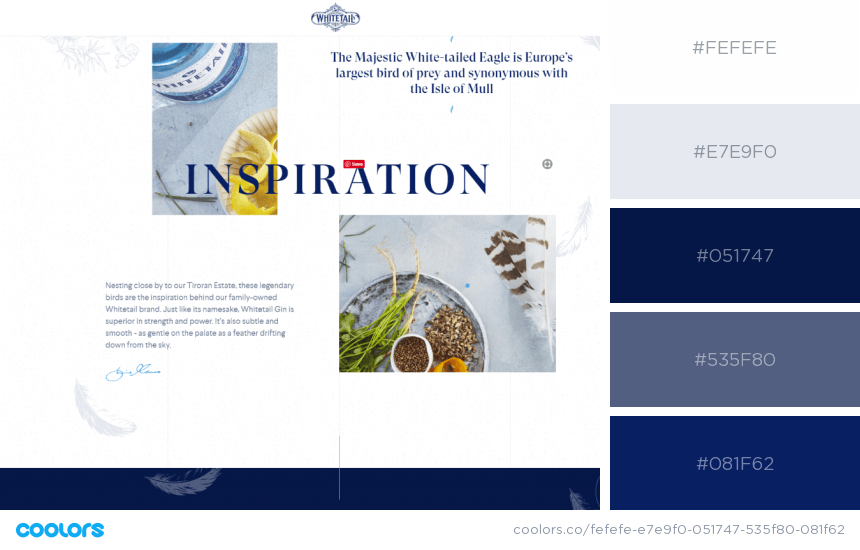 WHITETAIL
The Majestic White-tailed Eagle is Europe's
largest bird of prey and synonymous with
the Isle of Mull
WHITETAIL
Save
INSPIRATION
Nesting close by to our Tiroran Estate, these legendary
birds are the inspiration behind our family-owned
Whitetail brand. Just like its namesake, Whitetail Gin is
superior in strength and power. It's also subtle and
smooth - as gentle on the palate as a feather drifting
down from the sky.
#FEFEFE
#E7E9F0
#051747
#535F80
#081F62
coolors
coolors.co/fefefe-e7e9f0-051747-535f80-081f62